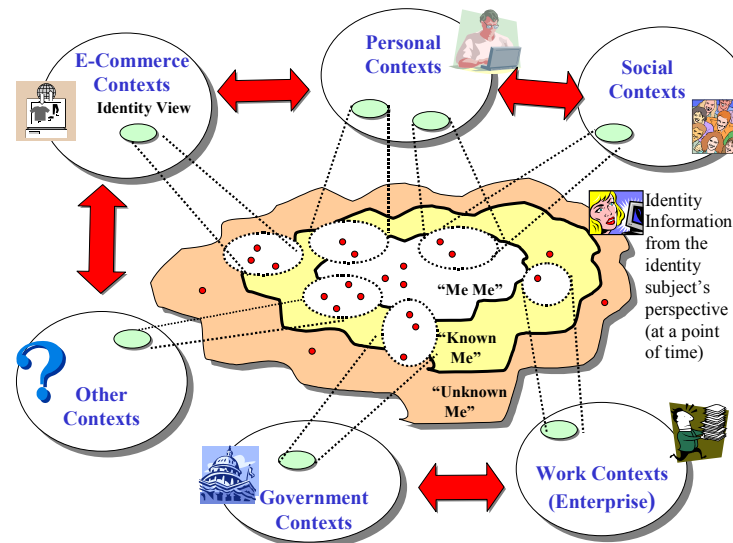 E-Commerce
Contexts
Identity View
Personal
Contexts
Social
Contexts
Identity
Information
from the
identity
subject’s
perspective
(at a point
of time)
“Me Me”
“Known
Me”
“Unknown
Me”
?
Other
Contexts
Government
Contexts
Work Contexts
(Enterprise)